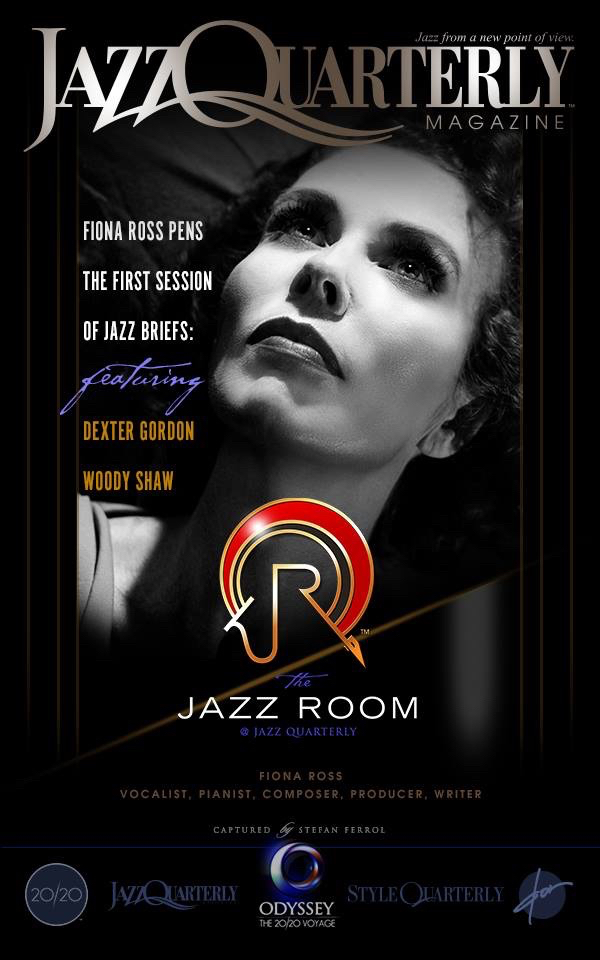 Jazz from a new point of view.
JAZZQUARTERLY™
MAGAZINE
FIONA ROSS PENS
THE FIRST SESSION
OF JAZZ BRIEFS:
featuring
DEXTER GORDON
WOODY SHAW
R™
The
JAZZ ROOM
@ JAZZ QUARTERLY
FIONA ROSS
VOCALIST, PIANIST, COMPOSER, PRODUCER, WRITER
CAPTURED by STEFAN FERROL
20/20
JAZZQUARTERLY
ODYSSEY
THE 20/20 VOYAGE
STYLEQUARTERLY